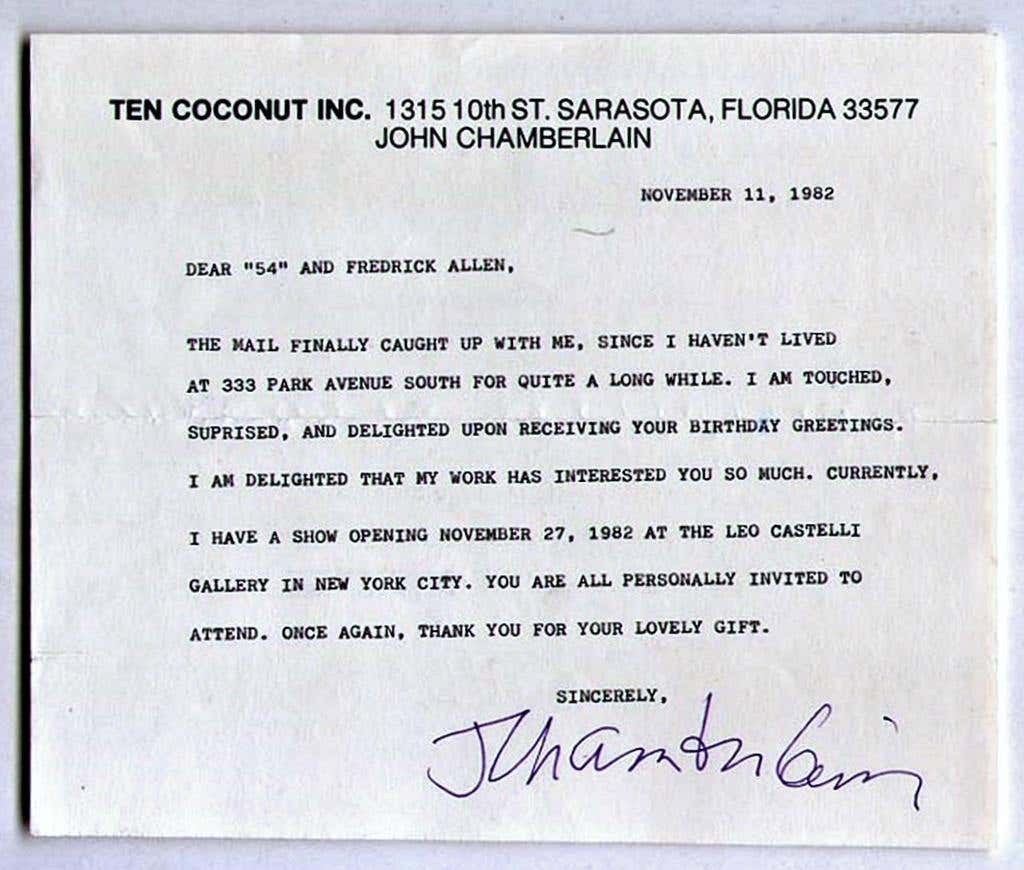 TEN COCONUT INC. 1315 10th ST. SARASOTA, FLORIDA 33577
JOHN CHAMBERLAIN
NOVEMBER 11, 1982
DEAR "54" AND FREDRICK ALLEN,
THE MAIL FINALLY CAUGHT UP WITH ME, SINCE I HAVEN'T LIVED
AT 333 PARK AVENUE SOUTH FOR QUITE A LONG WHILE. I AM TOUCHED,
SUPRISED, AND DELIGHTED UPON RECEIVING YOUR BIRTHDAY GREETINGS.
I AM DELIGHTED THAT MY WORK HAS INTERESTED YOU SO MUCH. CURRENTLY,
I HAVE A SHOW OPENING NOVEMBER 27, 1982 AT THE LEO CASTELLI
GALLERY IN NEW YORK CITY. YOU ARE ALL PERSONALLY INVITED TO
ATTEND. ONCE AGAIN, THANK YOU FOR YOUR LOVELY GIFT.
SINCERELY,
JChamberlain